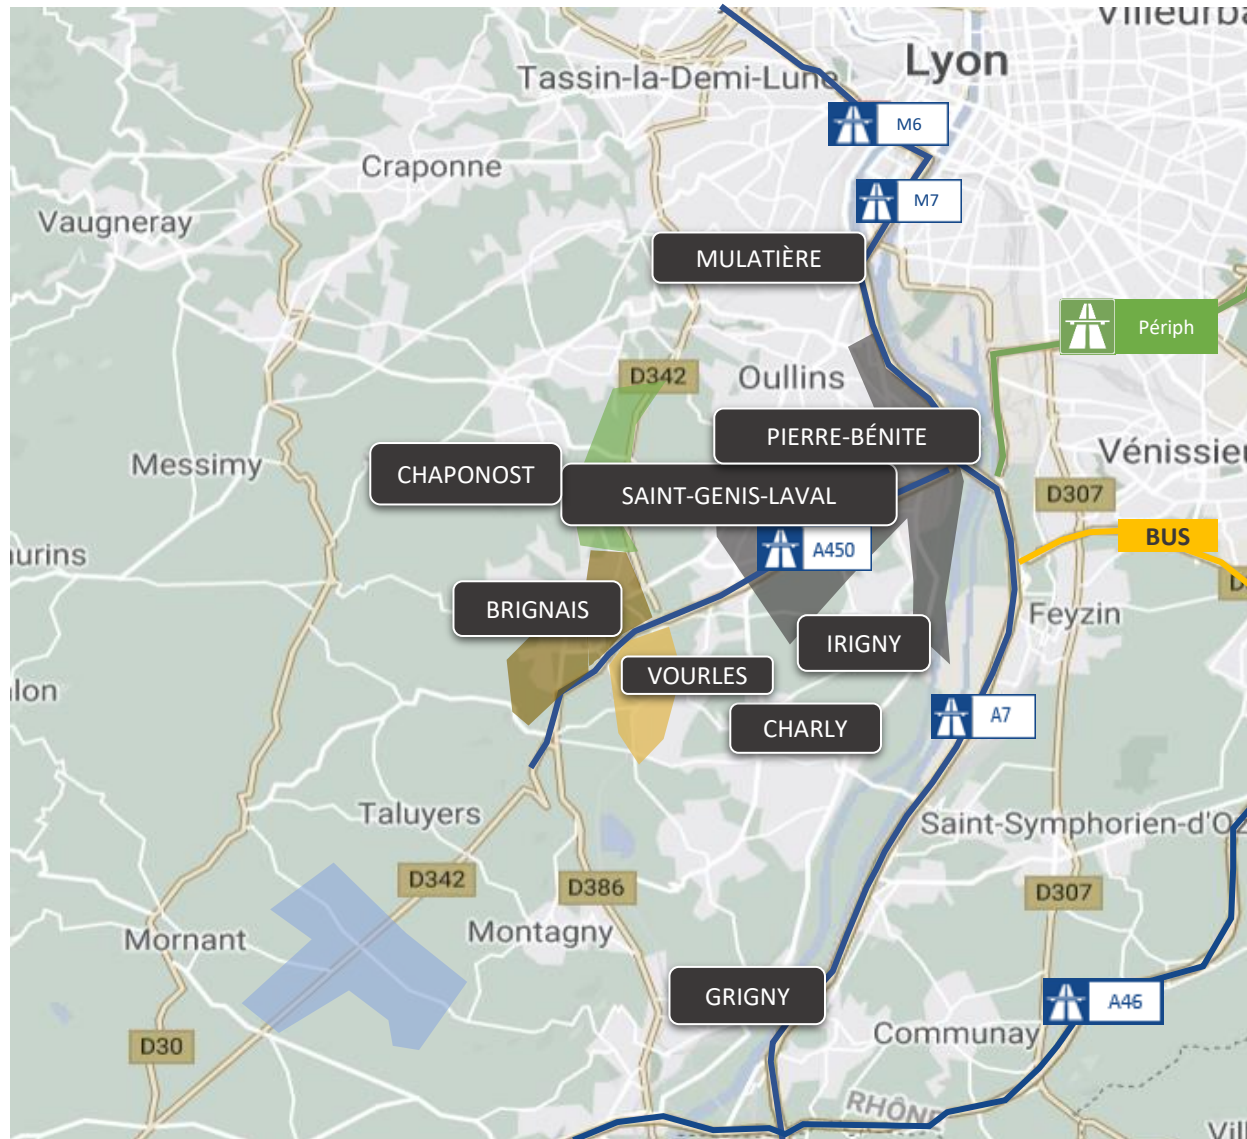 Villeurba
Lyon
Tassin-la-Demi-Lune
M6
Craponne
M7
Vaugneray
MULATIÈRE
Périph
D342
Oullins
PIERRE-BÉNITE
Vénissieu
Messimy
CHAPONOST
SAINT-GENIS-LAVAL
D307
BUS
A450
urins
D
BRIGNAIS
Feyzin
IRIGNY
VOURLES
lon
A7
CHARLY
Taluyers
Saint-Symphorien-d'Oz
D342
D386
D307
Mornant
Montagny
GRIGNY
A46
Communay
D30
RHÔNE
Vil